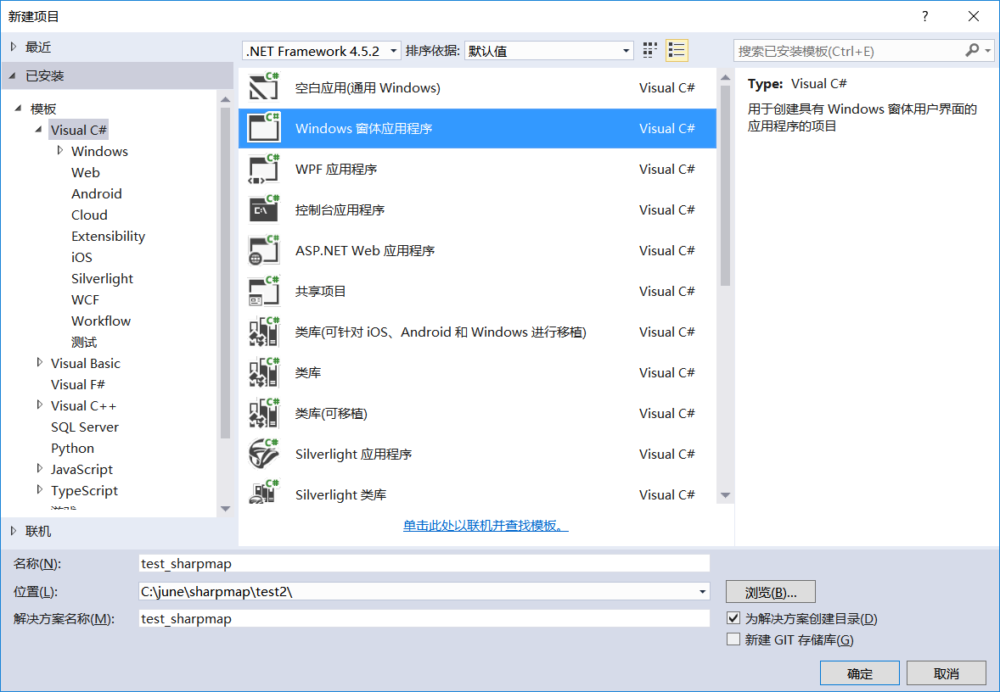 新建项目
?
最近
.NET Framework 4.5.2
排序依据:
默认值
搜索已安装模板(Ctrl+E)
已安装
模板
Visual C#
Windows
Web
Android
Cloud
Extensibility
iOS
Silverlight
WCF
Workflow
测试
Visual Basic
Visual F#
Visual C++
SQL Server
Python
JavaScript
TypeScript
游戏
联机
C# 空白应用(通用 Windows) Visual C#
C# Windows 窗体应用程序 Visual C#
C# WPF 应用程序 Visual C#
C# C:\ 控制台应用程序 Visual C#
C# ASP.NET Web 应用程序 Visual C#
C# 共享项目 Visual C#
C# 类库(可针对 iOS、Android 和 Windows 进行移植) Visual C#
C# 类库 Visual C#
C# 类库(可移植) Visual C#
C# Silverlight 应用程序 Visual C#
C# Silverlight 类库 Visual C#
单击此处以联机并查找模板。
Type: Visual C#
用于创建具有 Windows 窗体用户界面的
应用程序的项目
名称(N): test_sharpmap
位置(L): C:\june\sharpmap\test2\
浏览(B)...
解决方案名称(M): test_sharpmap
为解决方案创建目录(D)
新建 GIT 存储库(G)
确定
取消